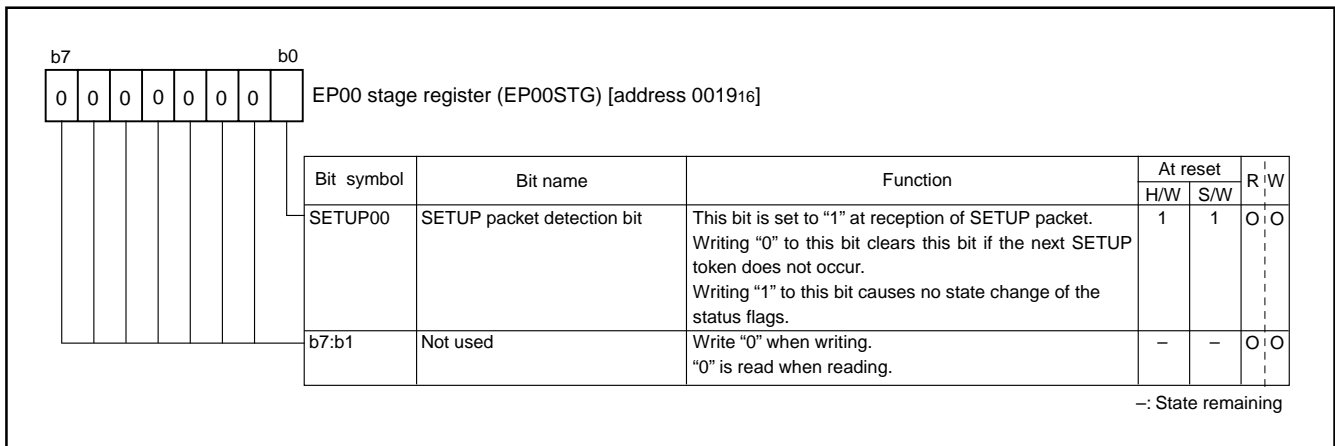 b7 b0
0 0 0 0 0 0 0
EP00 stage register (EP00STG) [address 0019₁₆]
Bit symbol Bit name Function At reset R W
H/W S/W
SETUP00 SETUP packet detection bit This bit is set to “1” at reception of SETUP packet. 1 1 O O
Writing “0” to this bit clears this bit if the next SETUP
token does not occur.
Writing “1” to this bit causes no state change of the
status flags.
b7:b1 Not used Write “0” when writing. – – O O
“0” is read when reading.
–: State remaining